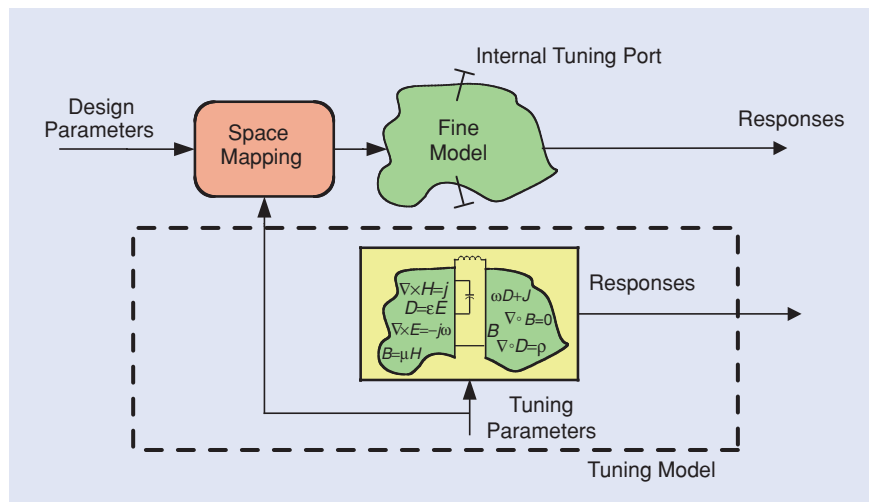 Internal Tuning Port
Design
Parameters
Space
Mapping
Fine
Model
Responses
∇×H=j
D=εE
∇×E=−jω
B=μH
ωD+J
∇∘B=0
B
∇∘D=ρ
Responses
Tuning
Parameters
Tuning Model